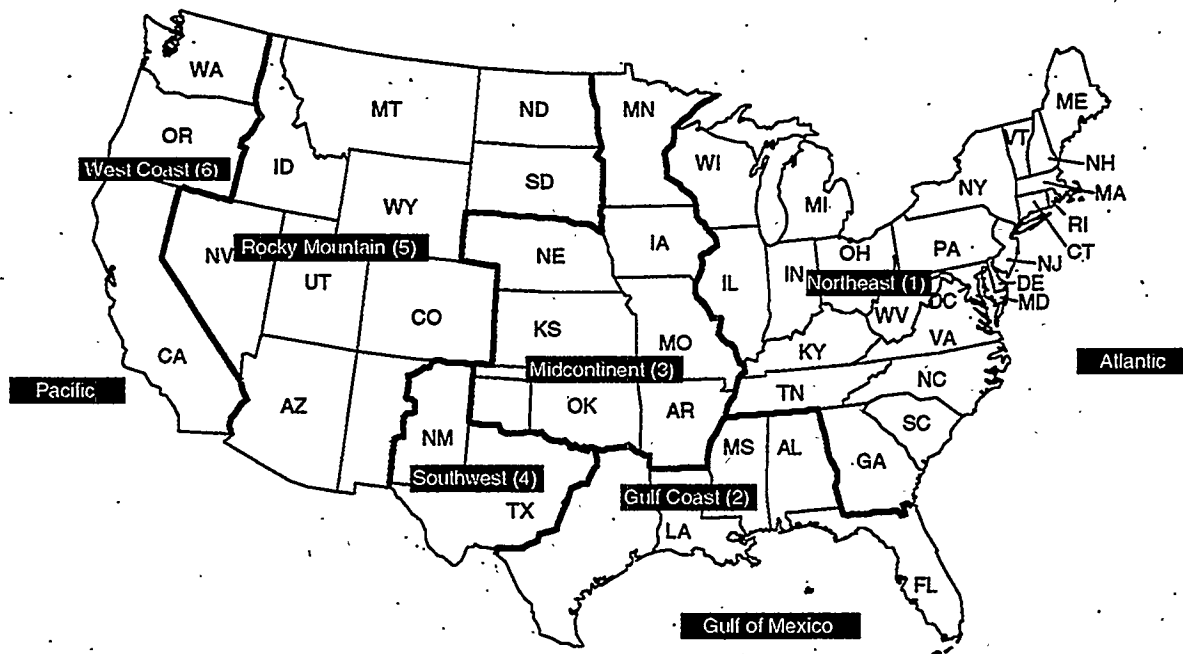 WA
MT
ND
MN
ME
OR
VT
West Coast (6)
ID
SD
WI
NH
WY
MI
NY
MA
RI
NV
Rocky Mountain (5)
NE
IA
OH
PA
CT
UT
IL
IN
Northeast (1)
NJ
DE
MD
DC
CO
KS
MO
WV
VA
KY
CA
Midcontinent (3)
Atlantic
Pacific
AZ
OK
AR
TN
NC
SC
NM
MS
AL
GA
Southwest (4)
Gulf Coast (2)
TX
LA
FL
Gulf of Mexico